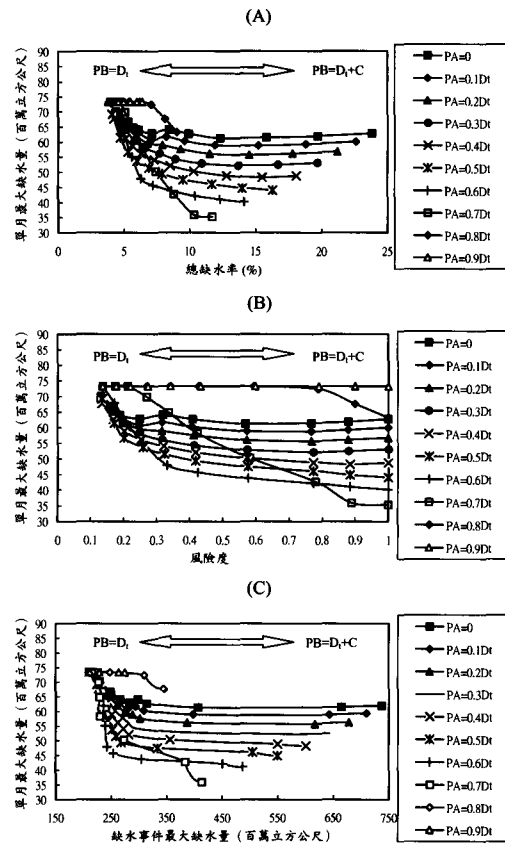 (A)
單月最大缺水量 (百萬立方公尺)
90
85
80
75
70
65
60
55
50
45
40
35
30
PB=Dt
PB=Dt+C
0
5
10
15
20
25
總缺水率(%)
PA=0
PA=0.1Dt
PA=0.2Dt
PA=0.3Dt
PA=0.4Dt
PA=0.5Dt
PA=0.6Dt
PA=0.7Dt
PA=0.8Dt
PA=0.9Dt
(B)
單月最大缺水量 (百萬立方公尺)
90
85
80
75
70
65
60
55
50
45
40
35
30
PB=Dt
PB=Dt+C
0
0.1
0.2
0.3
0.4
0.5
0.6
0.7
0.8
0.9
1
風險度
PA=0
PA=0.1Dt
PA=0.2Dt
PA=0.3Dt
PA=0.4Dt
PA=0.5Dt
PA=0.6Dt
PA=0.7Dt
PA=0.8Dt
PA=0.9Dt
(C)
單月最大缺水量 (百萬立方公尺)
90
85
80
75
70
65
60
55
50
45
40
35
30
PB=Dt
PB=Dt+C
150
250
350
450
550
650
750
缺水事件最大缺水量 (百萬立方公尺)
PA=0
PA=0.1Dt
PA=0.2Dt
PA=0.3Dt
PA=0.4Dt
PA=0.5Dt
PA=0.6Dt
PA=0.7Dt
PA=0.8Dt
PA=0.9Dt